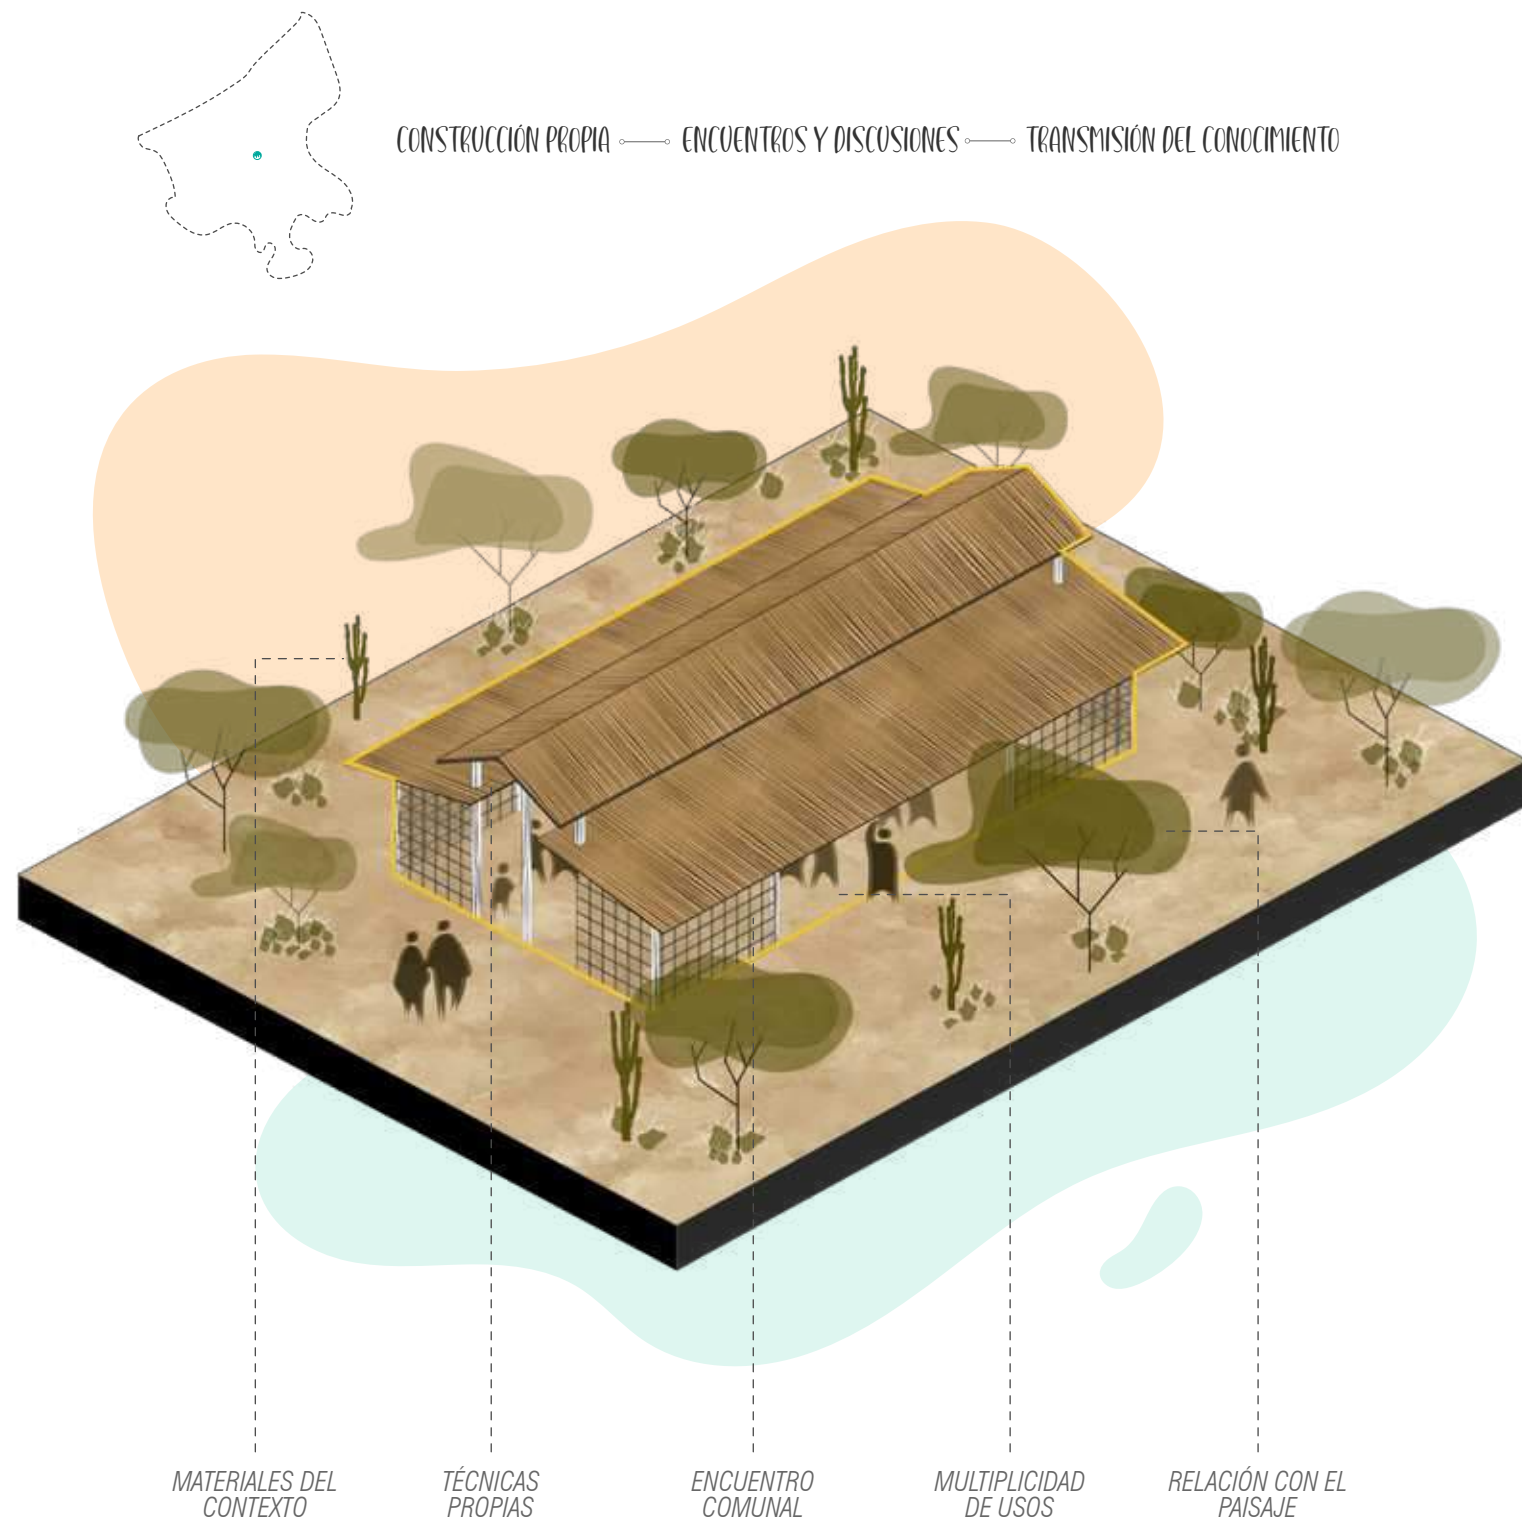 CONSTRUCCIÓN PROPIA ENCUENTROS Y DISCUSIONES TRANSMISIÓN DEL CONOCIMIENTO
MATERIALES DEL
CONTEXTO
TÉCNICAS
PROPIAS
ENCUENTRO
COMUNAL
MULTIPLICIDAD
DE USOS
RELACIÓN CON EL
PAISAJE